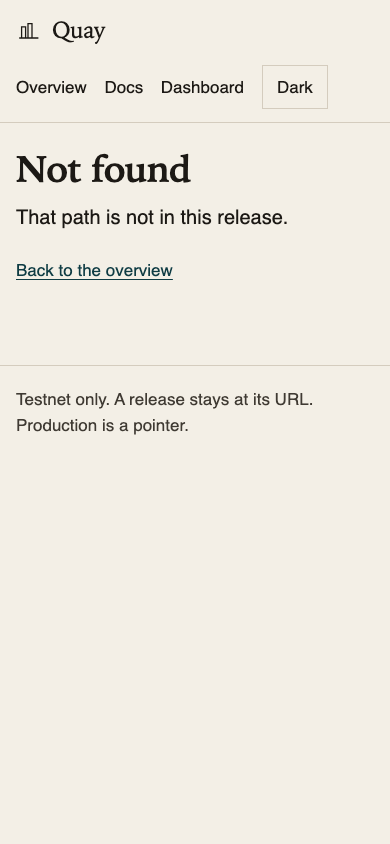 Quay
Overview Docs Dashboard Dark
Not found
That path is not in this release.
Back to the overview
Testnet only. A release stays at its URL.
Production is a pointer.